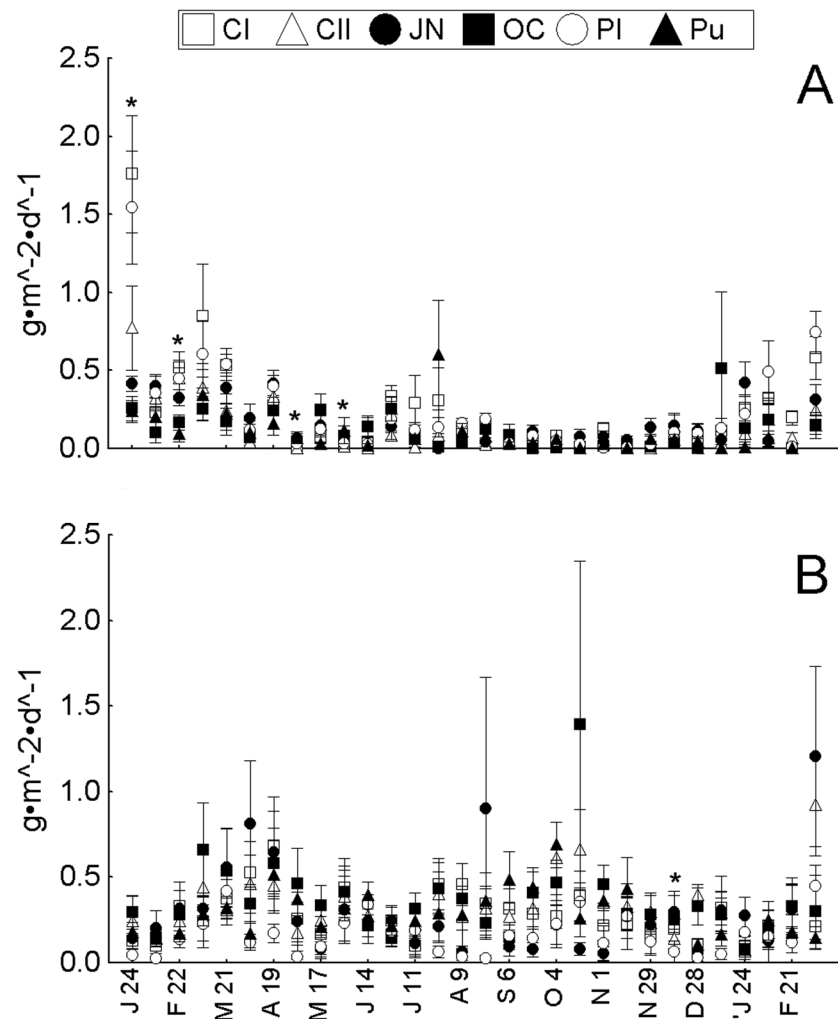 CI CII JN OC PI Pu
A
2.5
2.0
1.5
1.0
0.5
0.0
g•m^-2•d^-1
*
*
*
*
B
2.5
2.0
1.5
1.0
0.5
0.0
g•m^-2•d^-1
*
J 24
F 22
M 21
A 19
M 17
J 14
J 11
A 9
S 6
O 4
N 1
N 29
D 28
'J 24
F 21